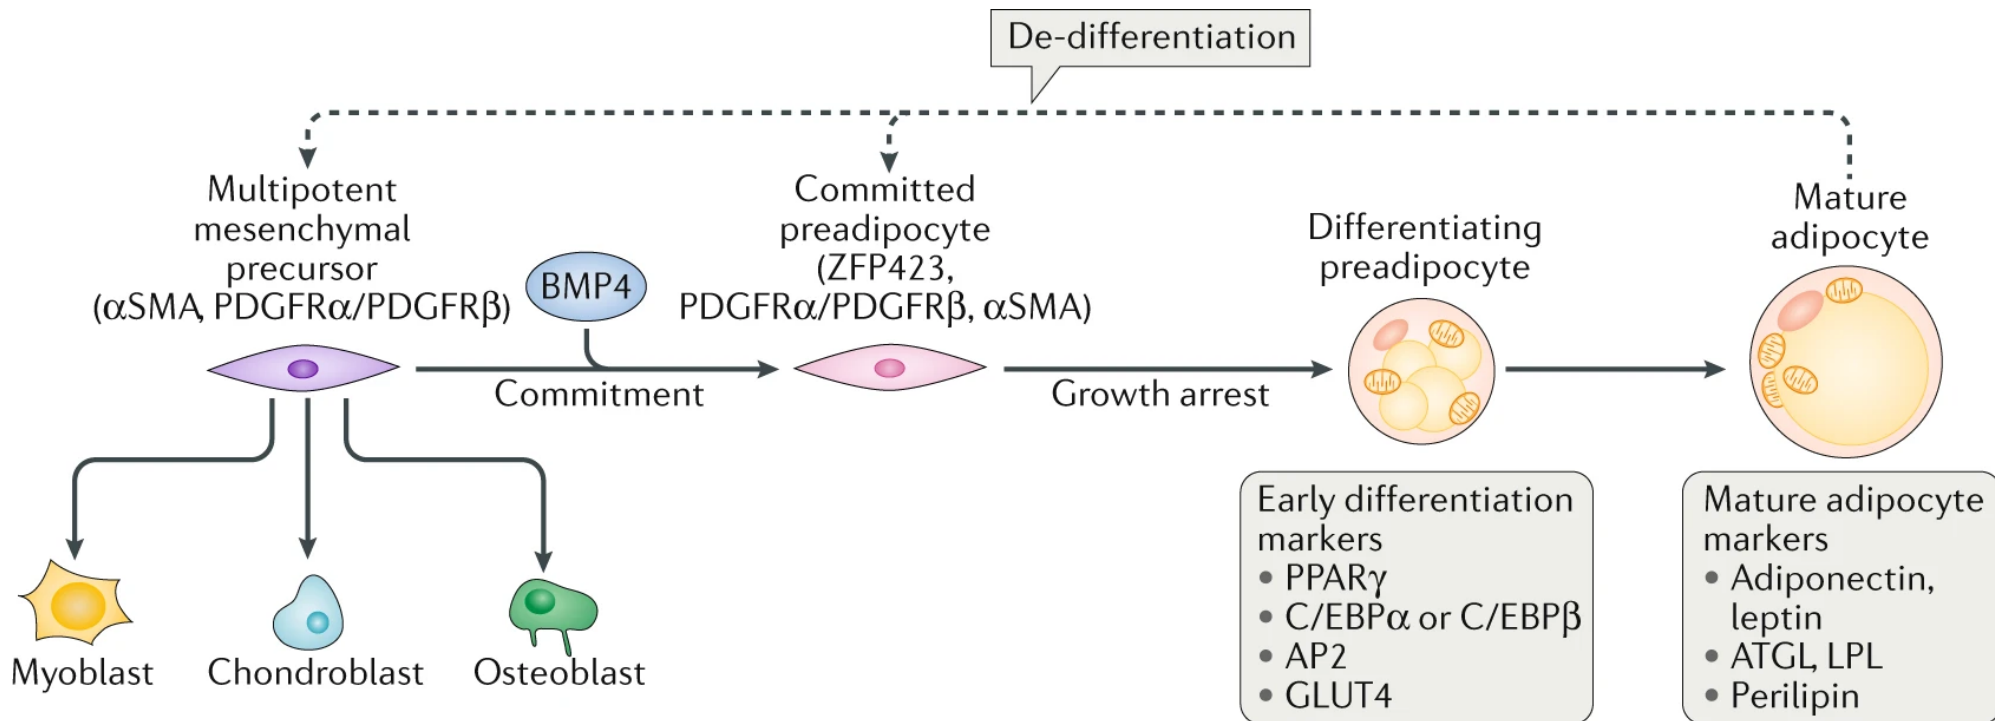 De-differentiation
Multipotent
mesenchymal
precursor
(αSMA, PDGFRα/PDGFRβ)
BMP4
Commitment
Committed
preadipocyte
(ZFP423,
PDGFRα/PDGFRβ, αSMA)
Growth arrest
Differentiating
preadipocyte
Mature
adipocyte
Myoblast
Chondroblast
Osteoblast
Early differentiation
markers
• PPARγ
• C/EBPα or C/EBPβ
• AP2
• GLUT4
Mature adipocyte
markers
• Adiponectin,
leptin
• ATGL, LPL
• Perilipin